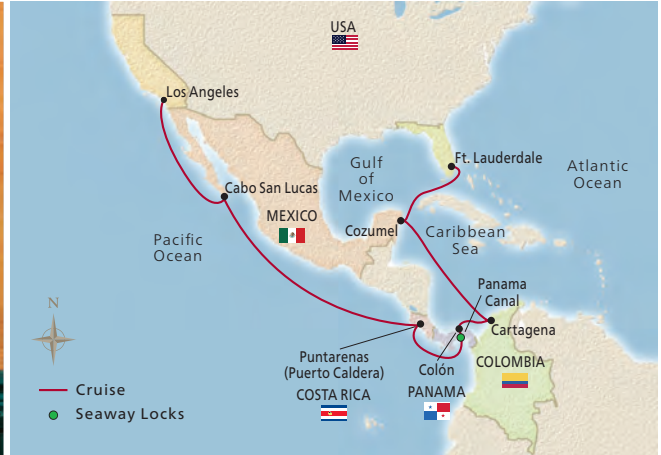 USA
Los Angeles
Ft. Lauderdale
Gulf
of
Mexico
Atlantic
Ocean
Cabo San Lucas
MEXICO
Cozumel
Caribbean
Sea
Pacific
Ocean
Panama
Canal
N
Cartagena
Puntarenas
(Puerto Caldera)
COSTA RICA
Colón
PANAMA
COLOMBIA
Cruise
Seaway Locks